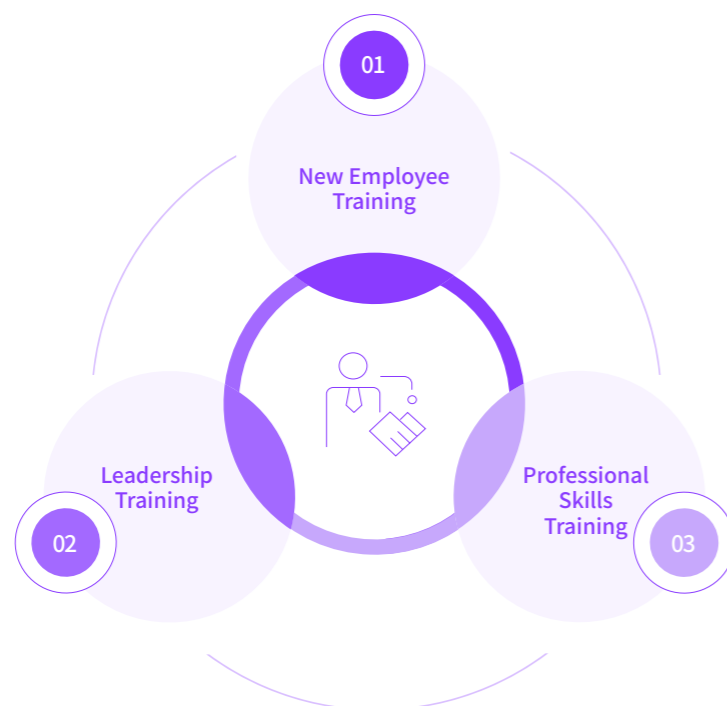 01
New Employee
Training
Leadership
Training
02
Professional
Skills
Training
03